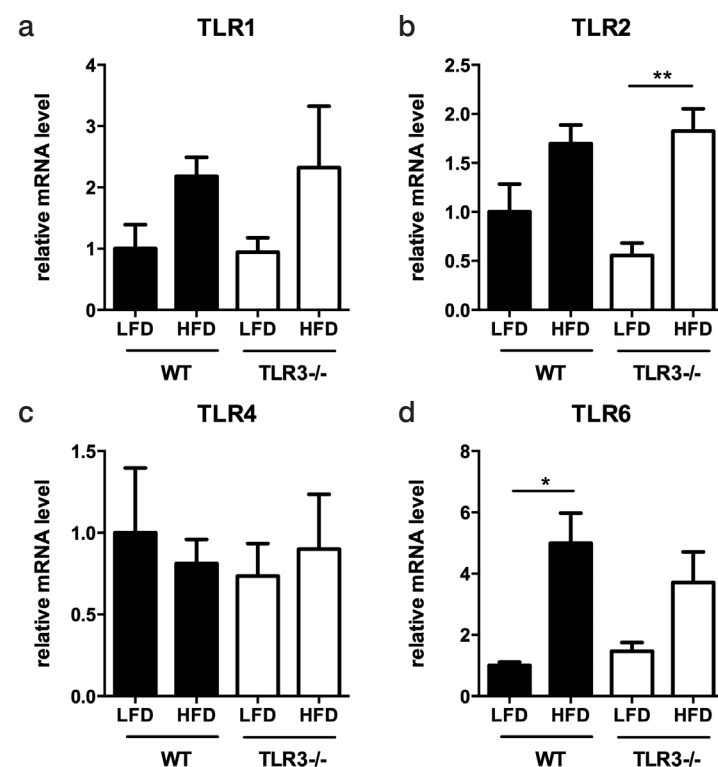 a
TLR1
relative mRNA level
4
3
2
1
0
LFD HFD LFD HFD
WT TLR3-/-
b
TLR2
relative mRNA level
2.5
2.0
1.5
1.0
0.5
0.0
**
LFD HFD LFD HFD
WT TLR3-/-
c
TLR4
relative mRNA level
1.5
1.0
0.5
0.0
LFD HFD LFD HFD
WT TLR3-/-
d
TLR6
relative mRNA level
8
6
4
2
0
*
LFD HFD LFD HFD
WT TLR3-/-